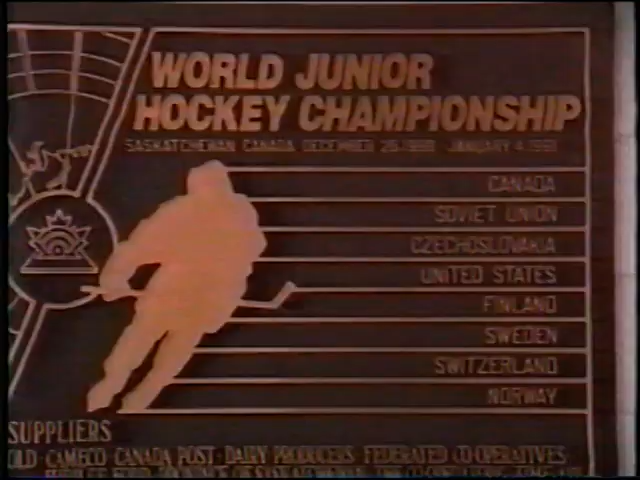 WORLD JUNIOR
HOCKEY CHAMPIONSHIP
SASKATCHEWAN CANADA, DECEMBER 26, 1990 JANUARY 4, 1991
CANADA
SOVIET UNION
CZECHOSLOVAKIA
UNITED STATES
FINLAND
SWEDEN
SWITZERLAND
NORWAY
SUPPLIERS
OLD CAMECO CANADA POST · DAIRY PRODUCERS FEDERATED CO-OPERATIVES,